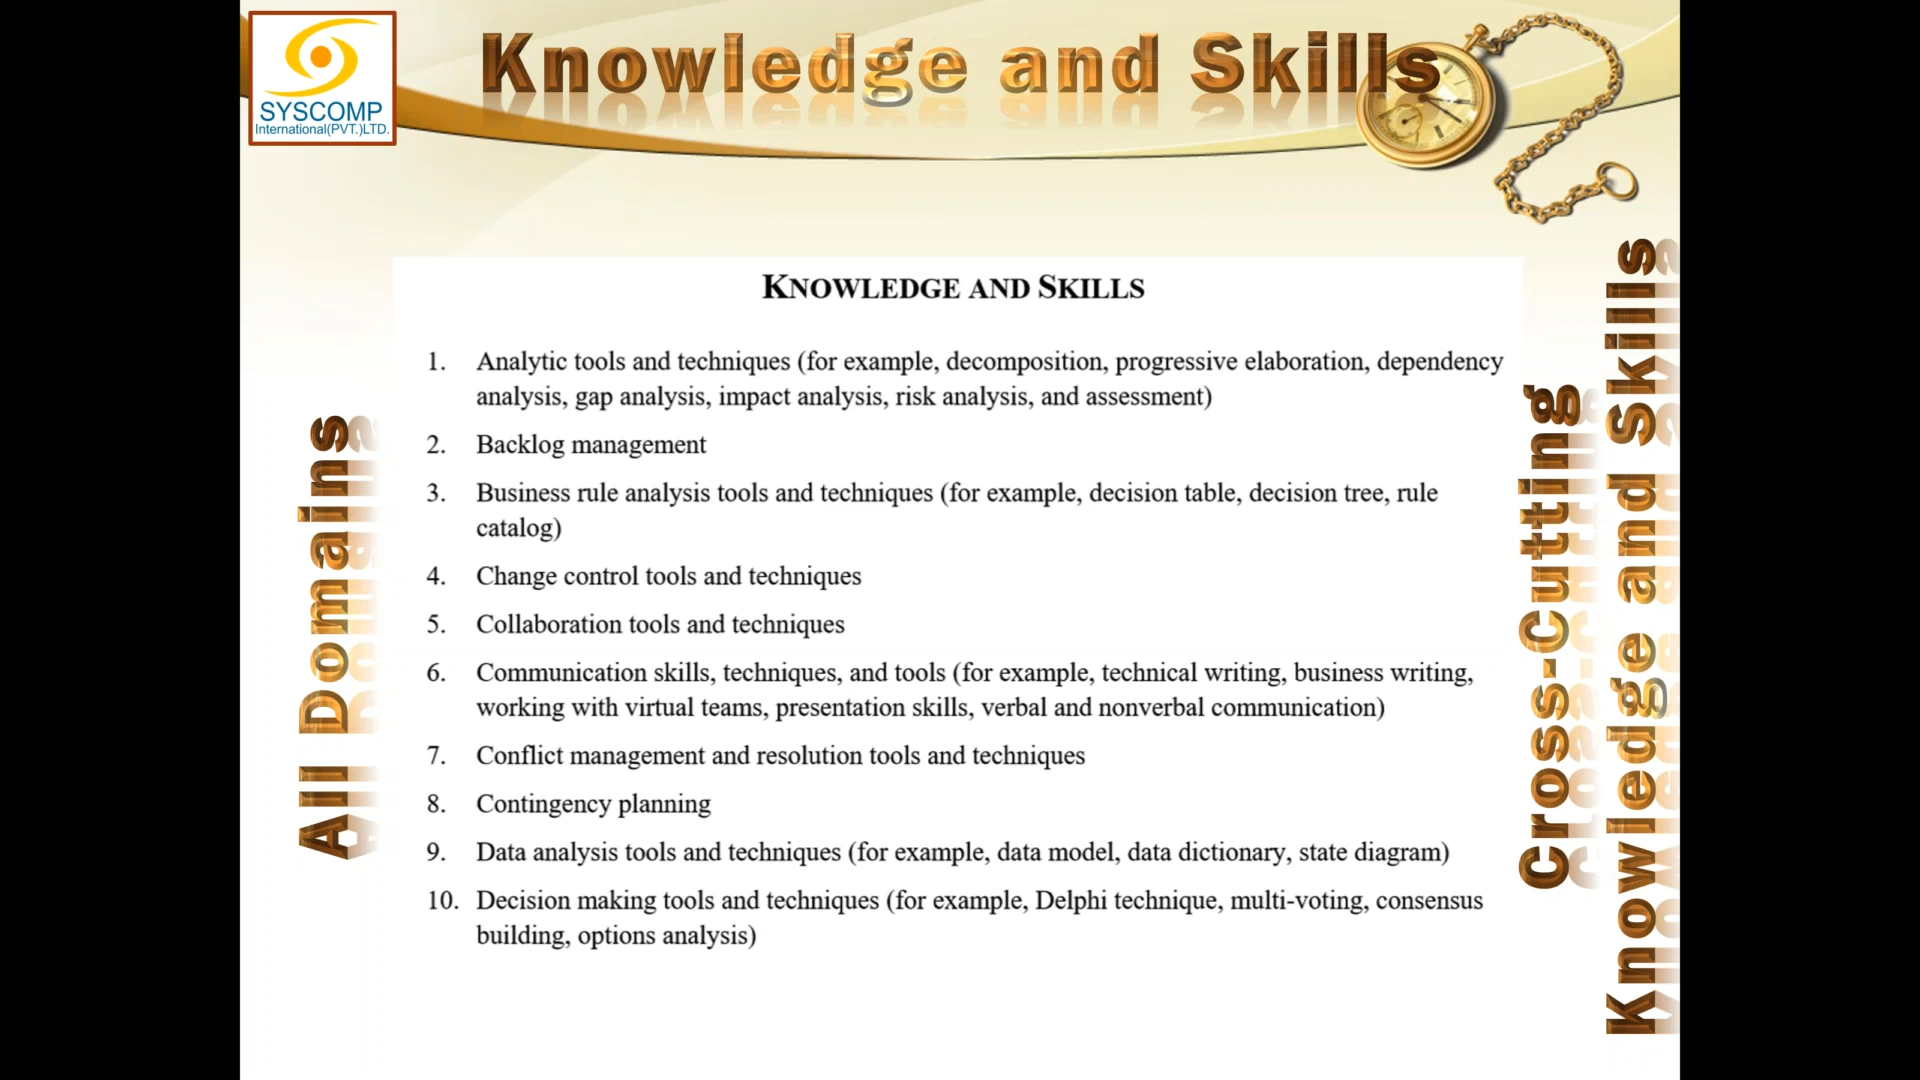 SYSCOMP
International(PVT.)LTD.
Knowledge and Skills
All Domains
KNOWLEDGE AND SKILLS
1. Analytic tools and techniques (for example, decomposition, progressive elaboration, dependency
analysis, gap analysis, impact analysis, risk analysis, and assessment)
2. Backlog management
3. Business rule analysis tools and techniques (for example, decision table, decision tree, rule
catalog)
4. Change control tools and techniques
5. Collaboration tools and techniques
6. Communication skills, techniques, and tools (for example, technical writing, business writing,
working with virtual teams, presentation skills, verbal and nonverbal communication)
7. Conflict management and resolution tools and techniques
8. Contingency planning
9. Data analysis tools and techniques (for example, data model, data dictionary, state diagram)
10. Decision making tools and techniques (for example, Delphi technique, multi-voting, consensus
building, options analysis)
Cross-Cutting
Knowledge and Skills